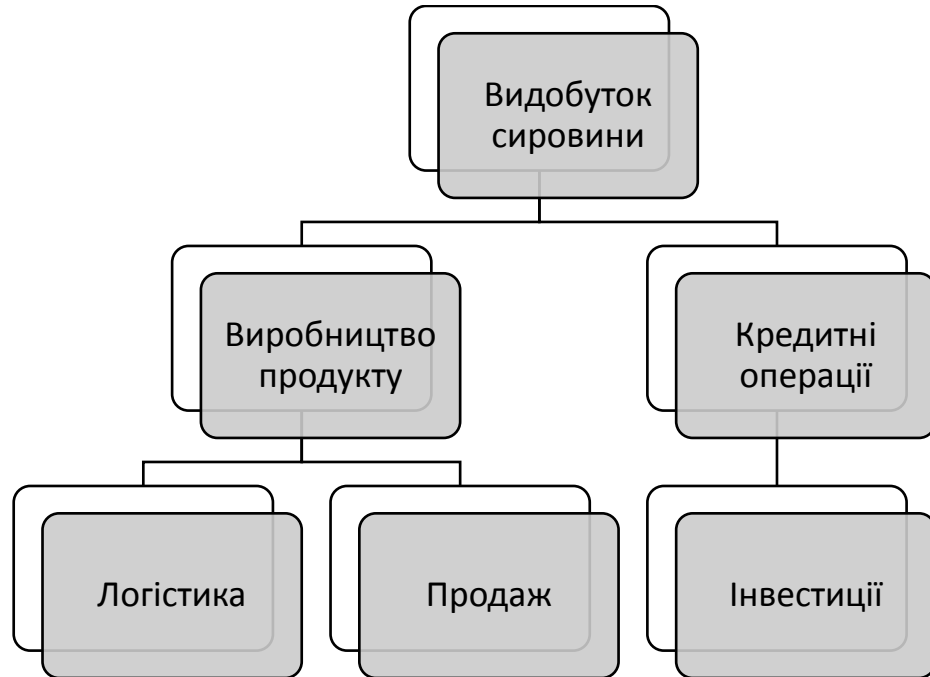 Видобуток
сировини
Виробництво
продукту
Кредитні
операції
Логістика
Продаж
Інвестиції